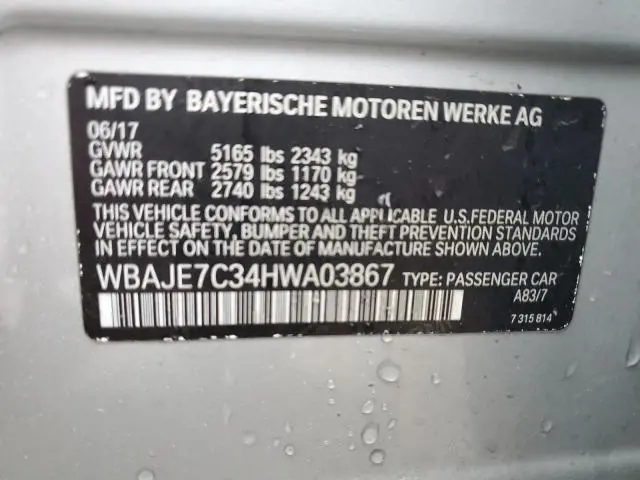 MFD BY BAYERISCHE MOTOREN WERKE AG
06/17
GVWR 5165 lbs 2343 kg
GAWR FRONT 2579 lbs 1170 kg
GAWR REAR 2740 lbs 1243 kg
THIS VEHICLE CONFORMS TO ALL APPLICABLE U.S.FEDERAL MOTOR
VEHICLE SAFETY, BUMPER AND THEFT PREVENTION STANDARDS
IN EFFECT ON THE DATE OF MANUFACTURE SHOWN ABOVE.
WBAJE7C34HWA03867 TYPE: PASSENGER CAR
A83/7
7 315 814